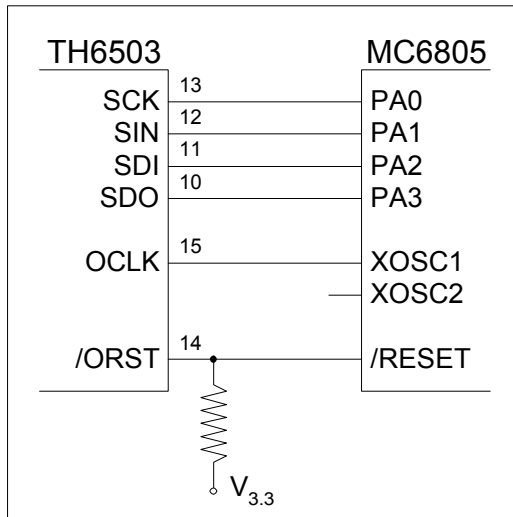 TH6503 MC6805
SCK 13 PA0
SIN 12 PA1
SDI 11 PA2
SDO 10 PA3
OCLK 15 XOSC1
XOSC2
/ORST 14 /RESET
V3.3